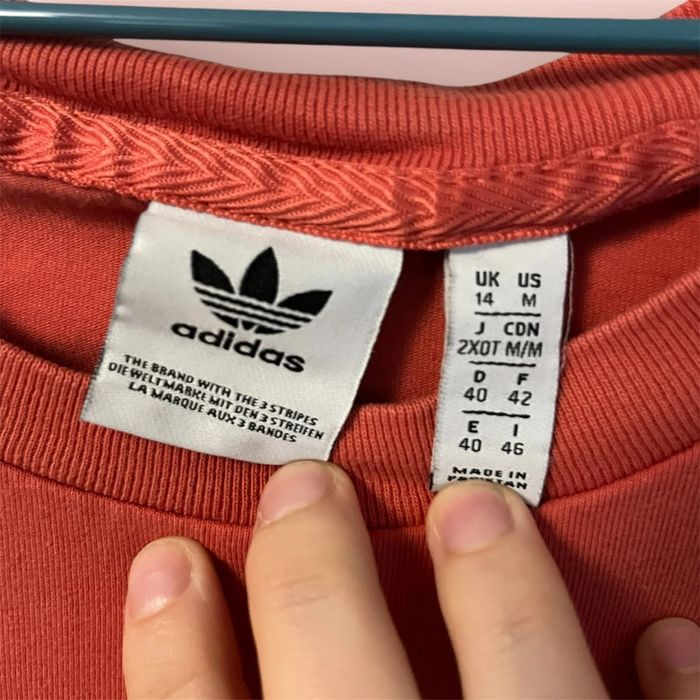 adidas
THE BRAND WITH THE 3 STRIPES
DIE WELTMARKE MIT DEN 3 STREIFEN
LA MARQUE AUX 3 BANDES
UK US
14 M
J CDN
2XOT M/M
D F
40 42
E I
40 46
MADE IN
PAKISTAN